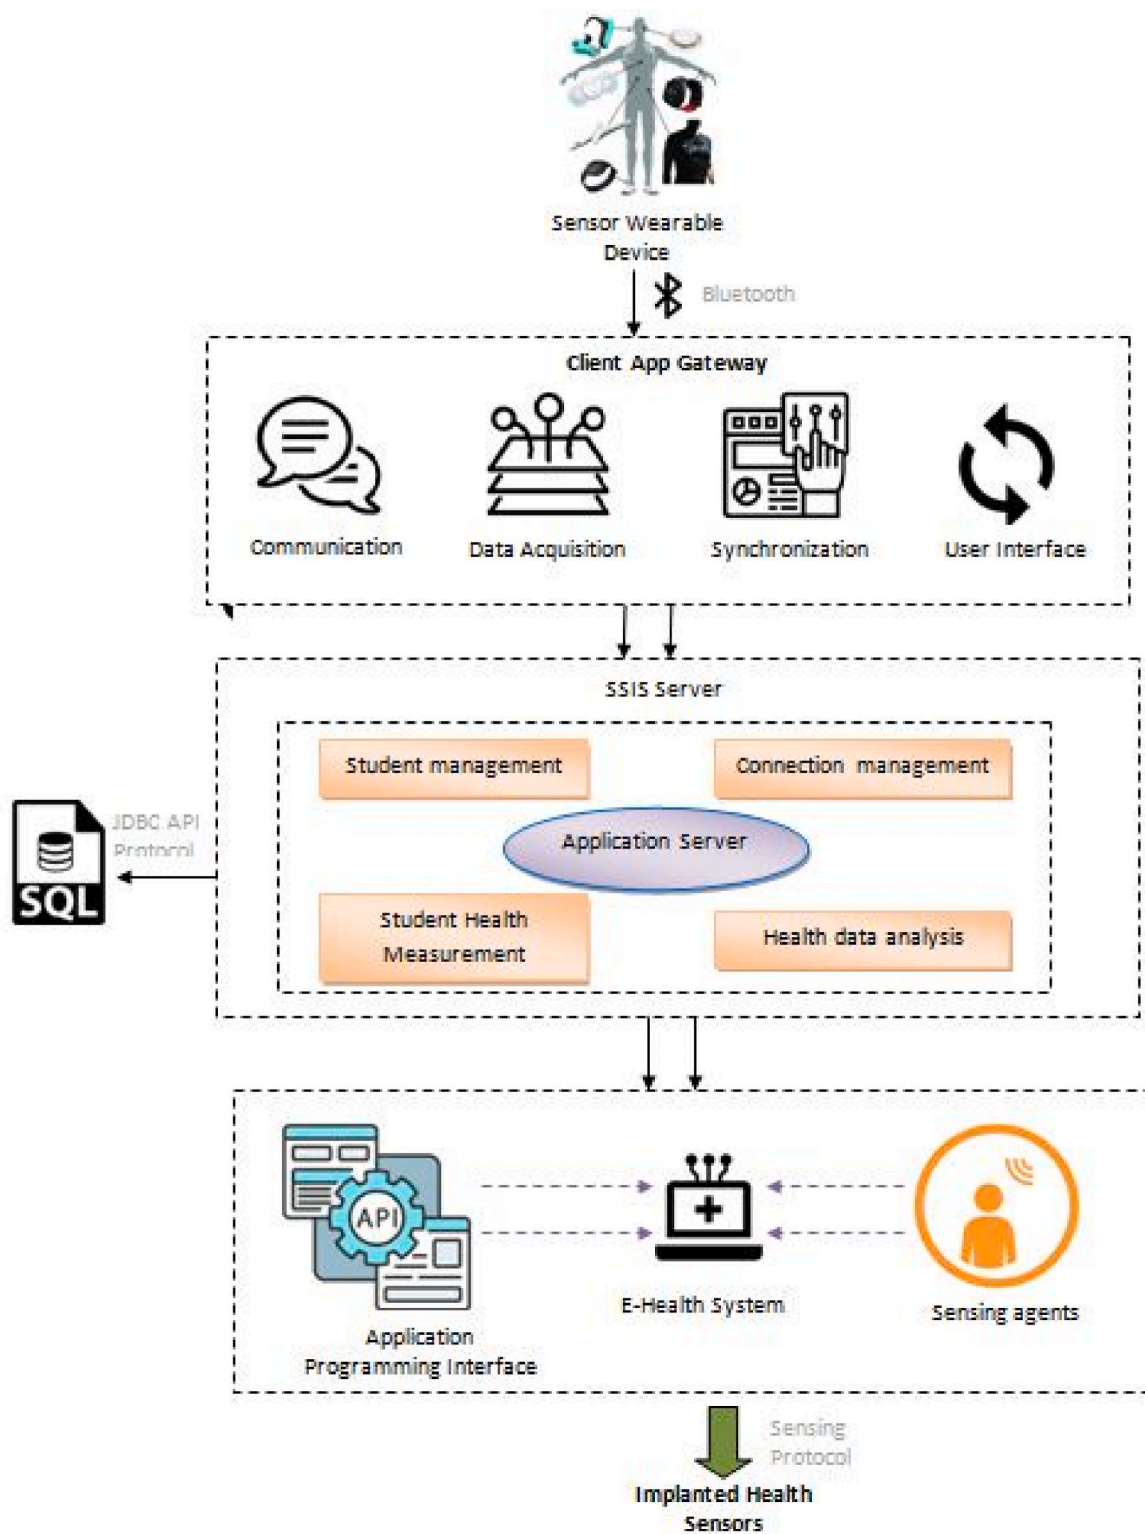 Sensor Wearable
Device
Bluetooth
Client App Gateway
Communication
Data Acquisition
Synchronization
User Interface
SSIS Server
Student management
Connection management
JDBC API
Protocol
SQL
Application Server
Student Health
Measurement
Health data analysis
API
E-Health System
Sensing agents
Application
Programming Interface
Sensing
Protocol
Implanted Health
Sensors